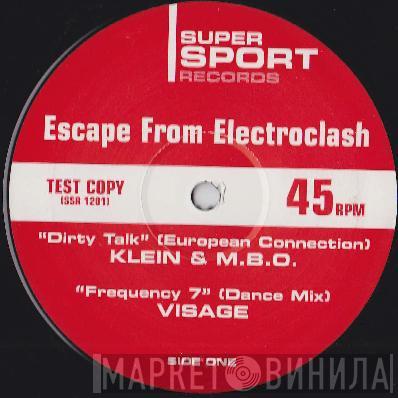 SUPER
SPORT
RECORDS
Escape From Electroclash
TEST COPY
(SSR 1201)
45 RPM
"Dirty Talk" (European Connection)
KLEIN & M.B.O.
"Frequency 7" (Dance Mix)
VISAGE
SIDE ONE
МАРКЕТ ВИНИЛА